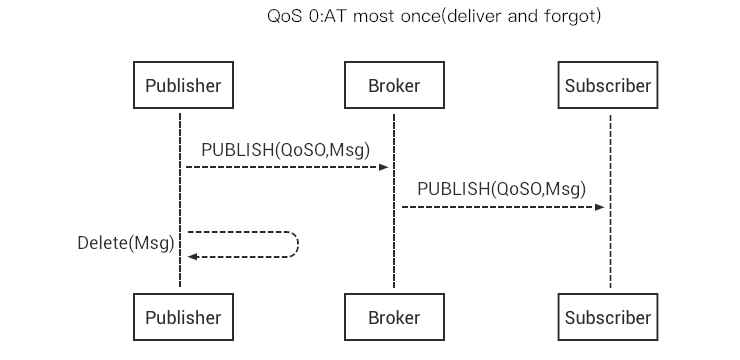 QoS 0:AT most once(deliver and forgot)
Publisher
Broker
Subscriber
PUBLISH(QoSO,Msg)
PUBLISH(QoSO,Msg)
Delete(Msg)
Publisher
Broker
Subscriber